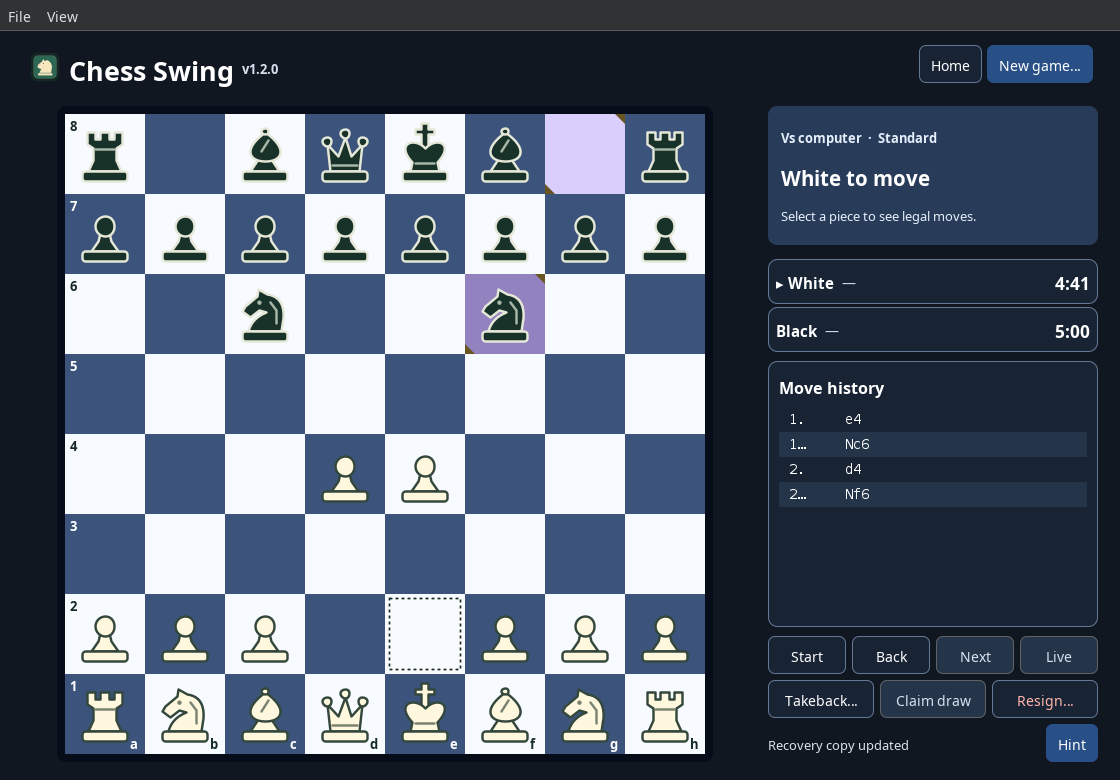 File View
Chess Swing v1.2.0
Home New game...
Vs computer · Standard
White to move
Select a piece to see legal moves.
▸ White — 4:41
Black — 5:00
Move history
1. e4
1… Nc6
2. d4
2… Nf6
Start Back Next Live
Takeback... Claim draw Resign...
Recovery copy updated Hint
8
7
6
5
4
3
2
1
a b c d e f g h